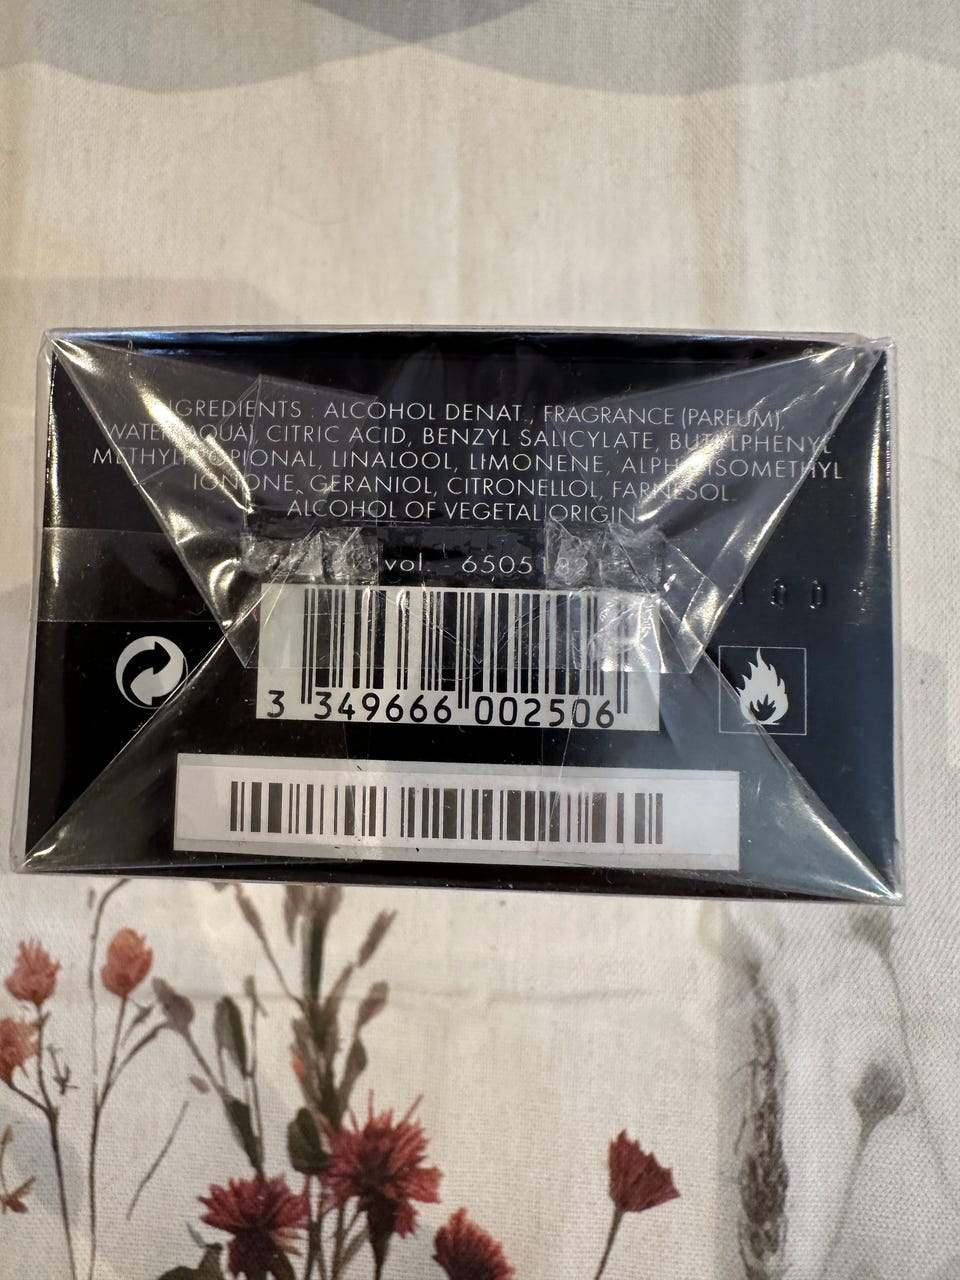 INGREDIENTS : ALCOHOL DENAT., FRAGRANCE (PARFUM),
WATER (AQUA), CITRIC ACID, BENZYL SALICYLATE, BUTYLPHENYL
METHYLPROPIONAL, LINALOOL, LIMONENE, ALPHA-ISOMETHYL
IONONE, GERANIOL, CITRONELLOL, FARNESOL.
ALCOHOL OF VEGETAL ORIGIN
vol. - 6505
3 349666 002506